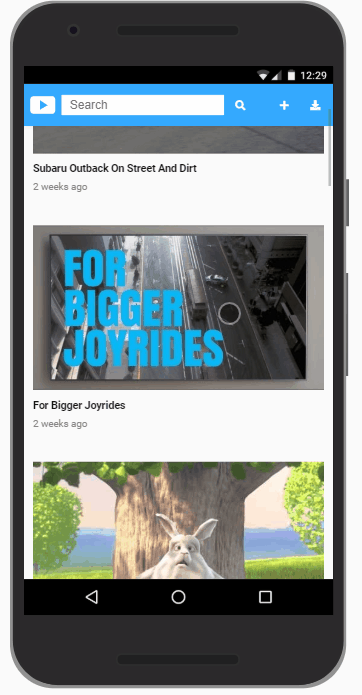 12:29
Search
Subaru Outback On Street And Dirt
2 weeks ago
FOR
BIGGER
JOYRIDES
For Bigger Joyrides
2 weeks ago